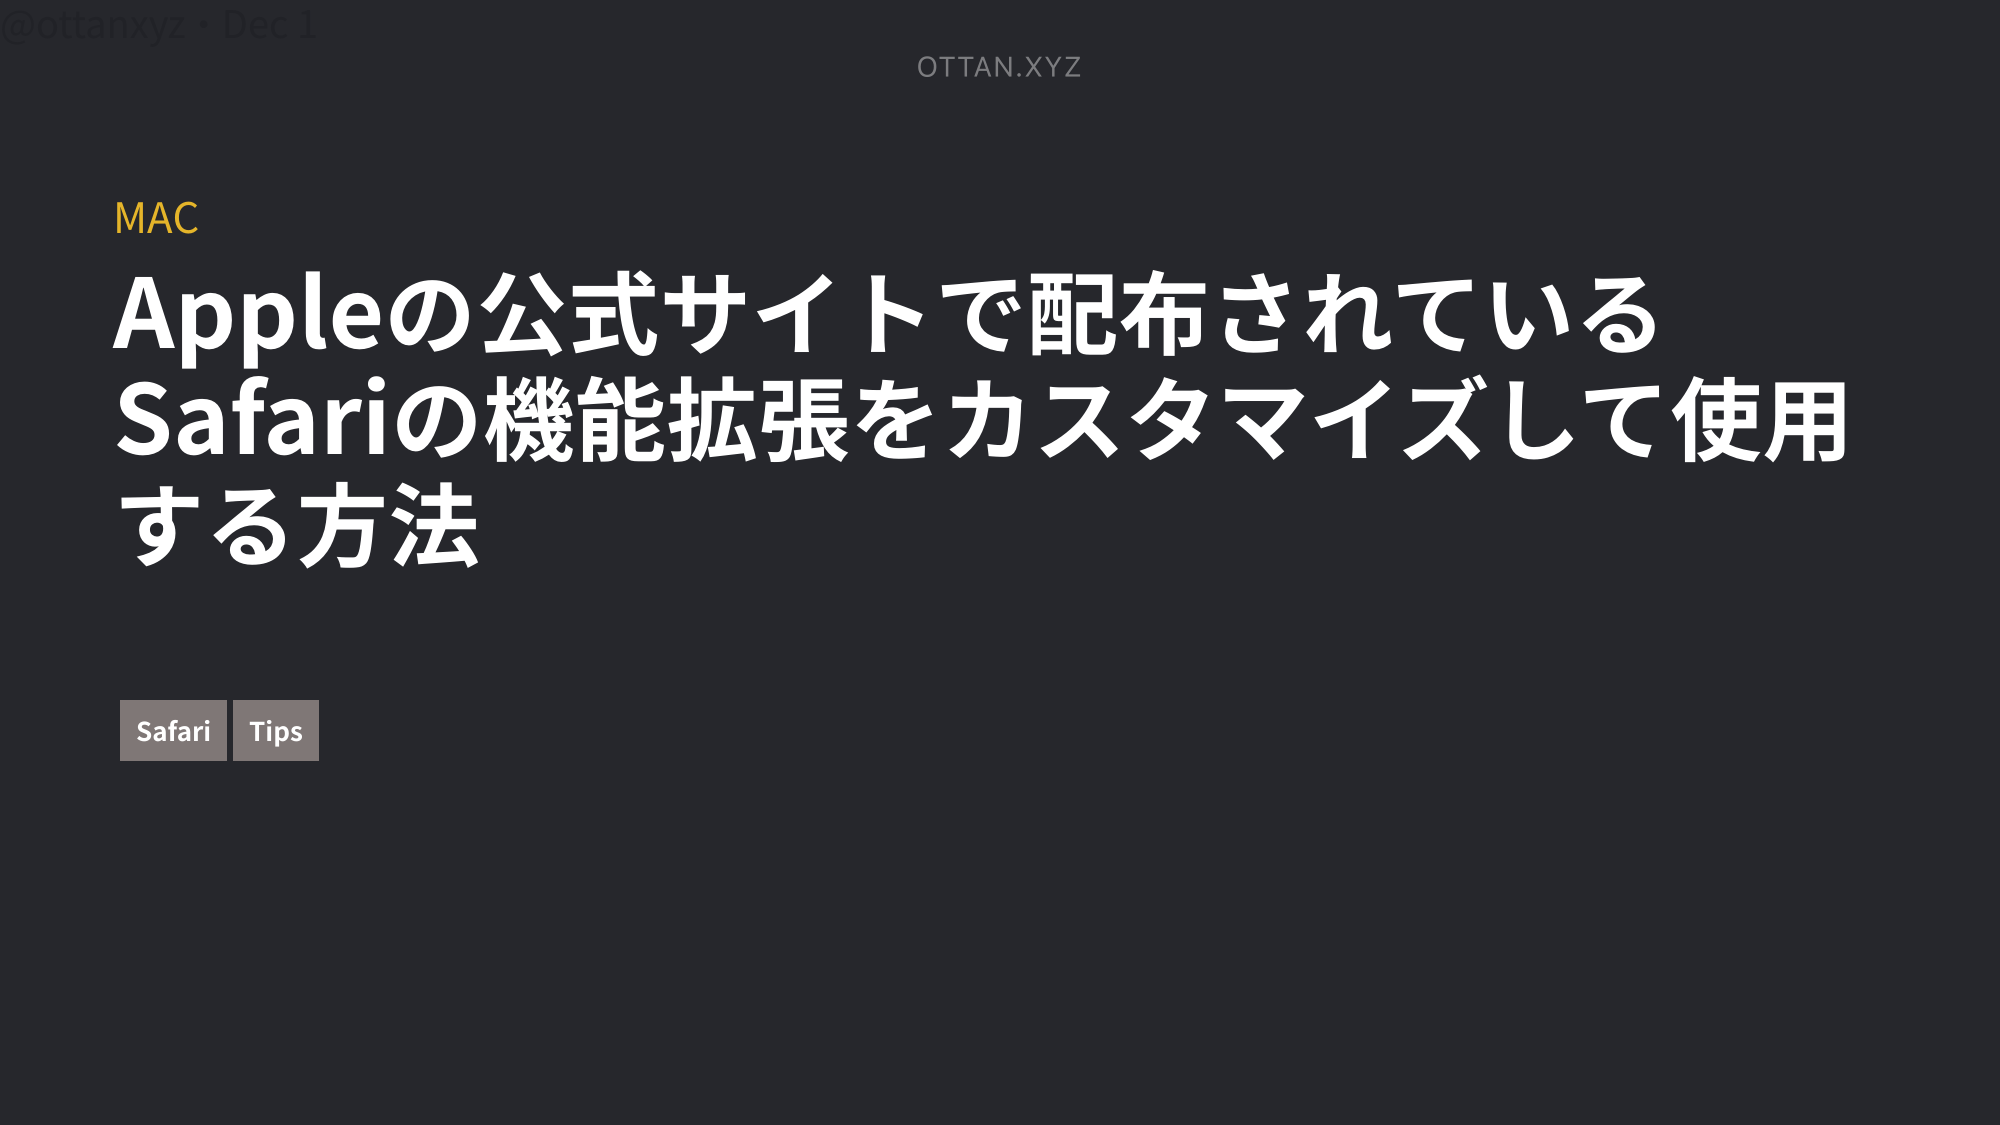 @ottanxyz・Dec 1
OTTAN.XYZ
MAC
Appleの公式サイトで配布されている
Safariの機能拡張をカスタマイズして使用
する方法
Safari Tips